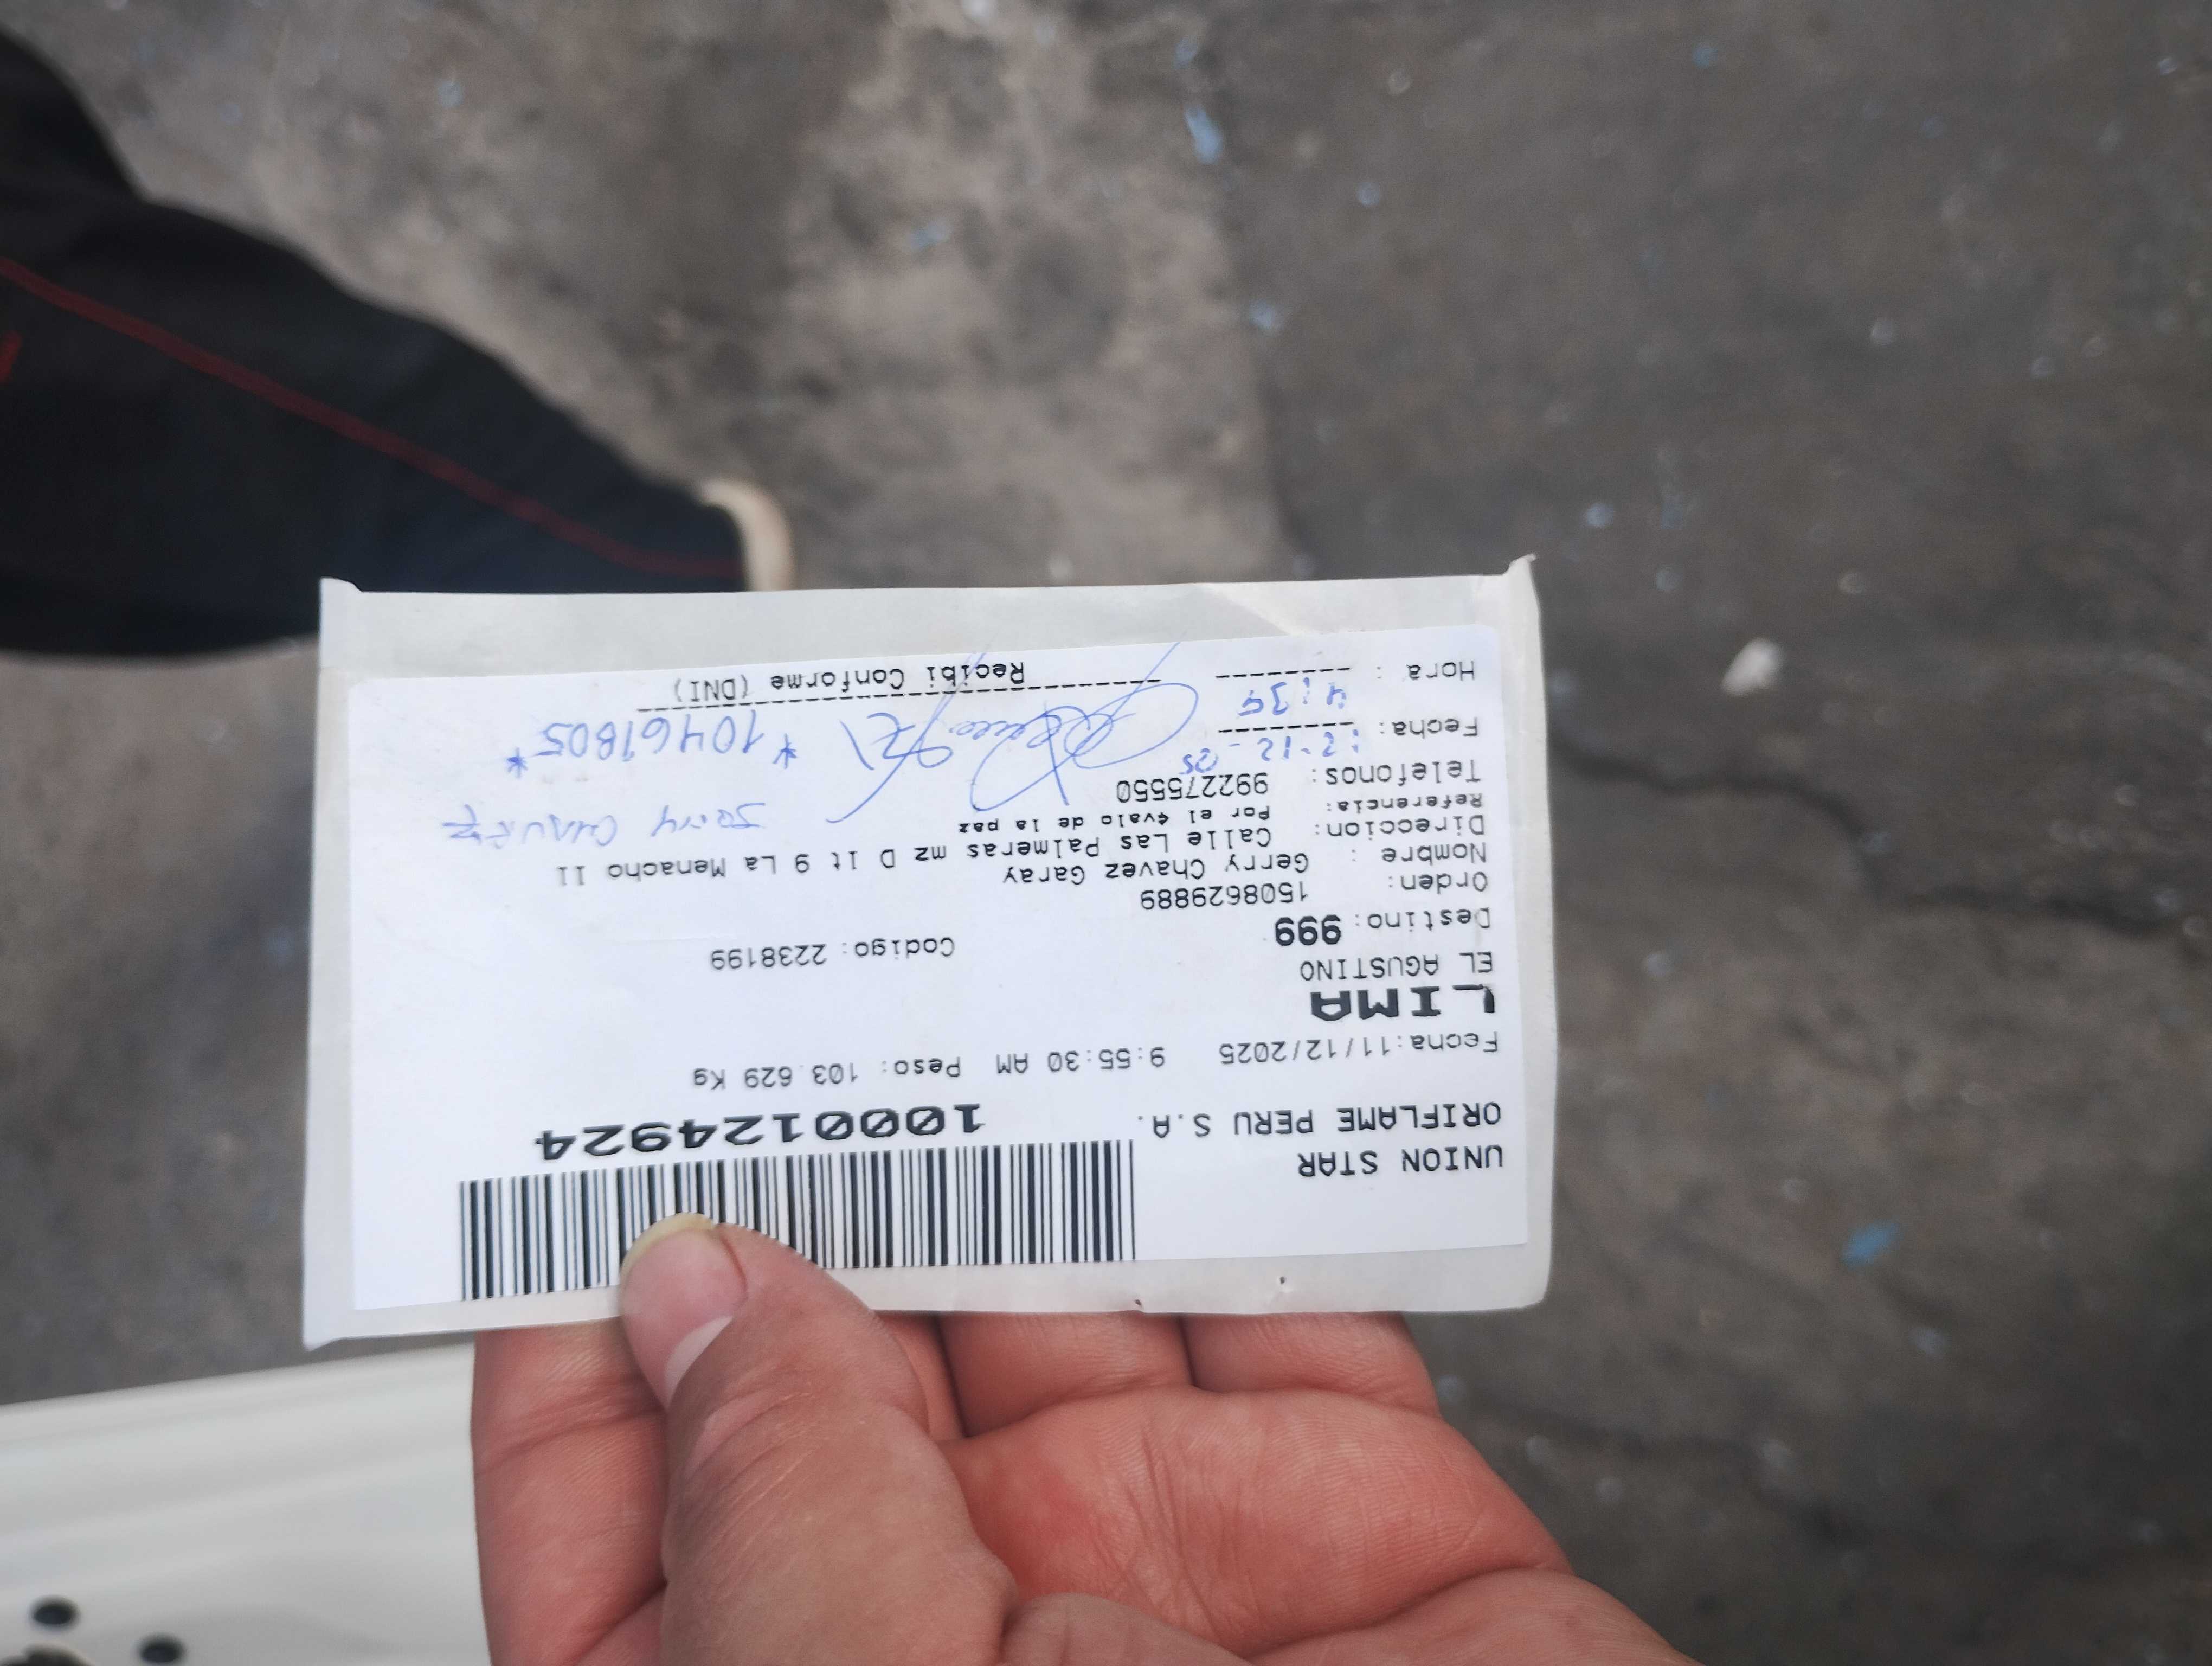 UNION STAR
ORIFLAME PERU S.A.
1000124924
Fecha:11/12/2025 9:55:30 AM Peso: 103.629 Kg
LIMA
EL AGUSTINO
Destino: 999 Codigo: 2238199
Orden: 1508629889
Nombre : Gerry Chavez Garay
Direccion: Calle Las Palmeras mz D lt 9 La Menacho 11
Referencia: Por el óvalo de la paz
Telefonos: 992275550
Fecha: 12-12-05
Hora : 4:34
*10461805*
CHAVEZ
Recibi Conforme (DNI)